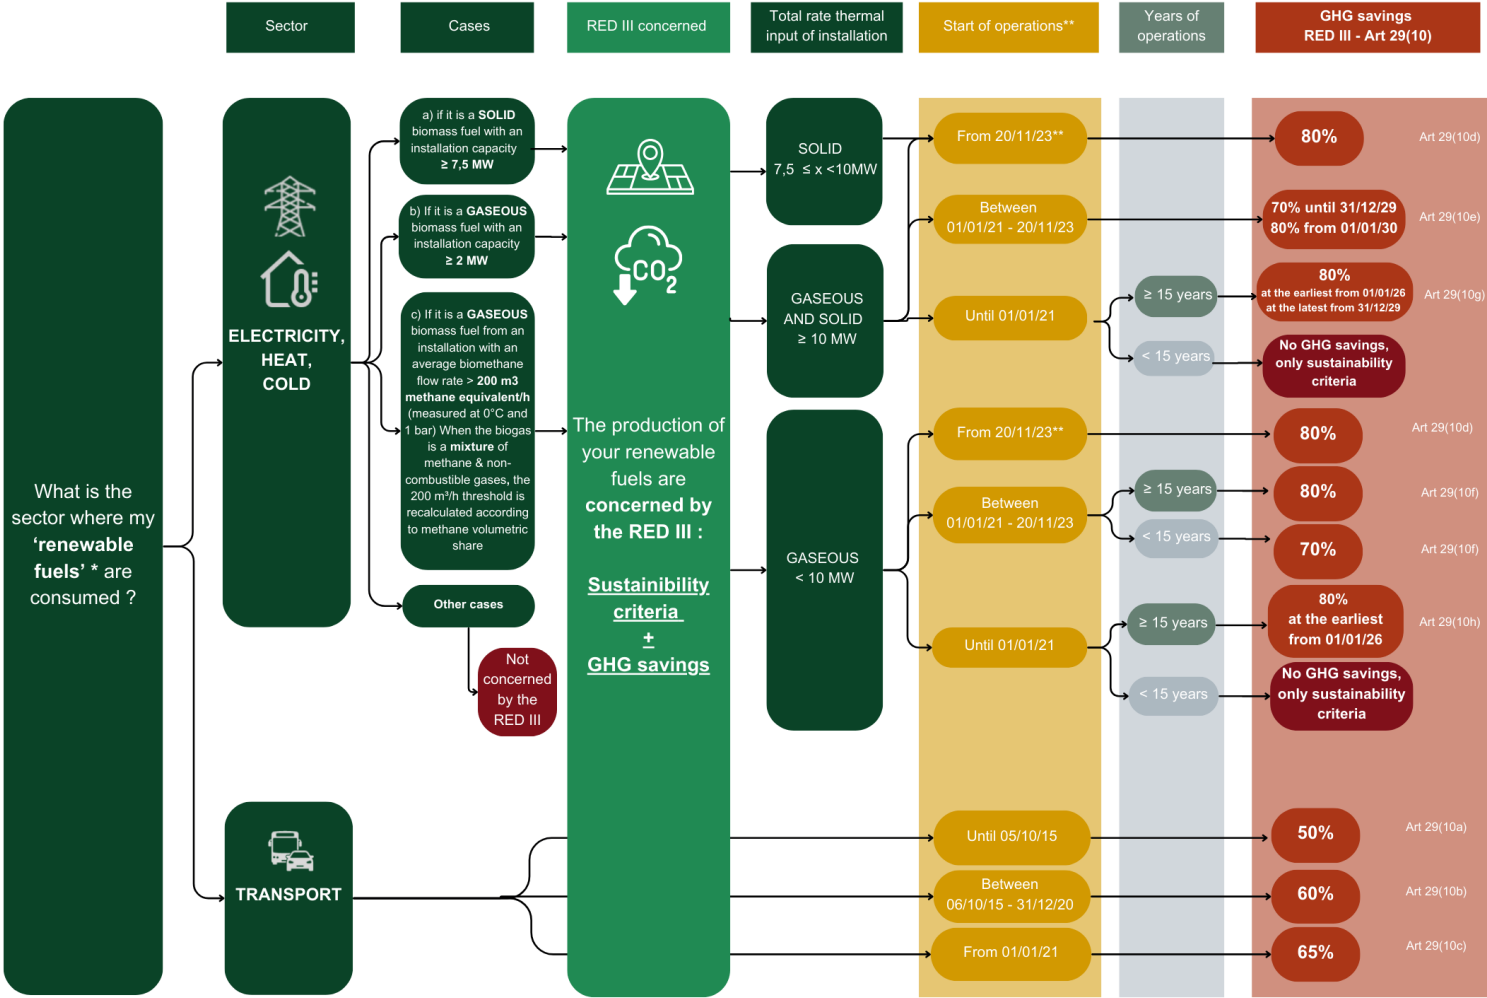 Sector
Cases
RED III concerned
Total rate thermal
input of installation
Start of operations**
Years of
operations
GHG savings
RED III - Art 29(10)
What is the
sector where my
‘renewable
fuels’ * are
consumed ?
ELECTRICITY,
HEAT,
COLD
a) if it is a SOLID
biomass fuel with an
installation capacity
≥ 7,5 MW
b) If it is a GASEOUS
biomass fuel with an
installation capacity
≥ 2 MW
c) If it is a GASEOUS
biomass fuel from an
installation with an
average biomethane
flow rate > 200 m3
methane equivalent/h
(measured at 0°C and
1 bar) When the biogas
is a mixture of
methane & non-
combustible gases, the
200 m³/h threshold is
recalculated according
to methane volumetric
share
Other cases
Not
concerned
by the
RED III
CO2
The production of
your renewable
fuels are
concerned by
the RED III :
Sustainibility
criteria
±
GHG savings
SOLID
7,5 ≤ x <10MW
GASEOUS
AND SOLID
≥ 10 MW
GASEOUS
< 10 MW
From 20/11/23**
80%
Art 29(10d)
Between
01/01/21 - 20/11/23
70% until 31/12/29
80% from 01/01/30
Art 29(10e)
Until 01/01/21
≥ 15 years
80%
at the earliest from 01/01/26
at the latest from 31/12/29
Art 29(10g)
< 15 years
No GHG savings,
only sustainability
criteria
From 20/11/23**
80%
Art 29(10d)
Between
01/01/21 - 20/11/23
≥ 15 years
80%
Art 29(10f)
< 15 years
70%
Art 29(10f)
Until 01/01/21
≥ 15 years
80%
at the earliest
from 01/01/26
Art 29(10h)
< 15 years
No GHG savings,
only sustainability
criteria
TRANSPORT
Until 05/10/15
50%
Art 29(10a)
Between
06/10/15 - 31/12/20
60%
Art 29(10b)
From 01/01/21
65%
Art 29(10c)